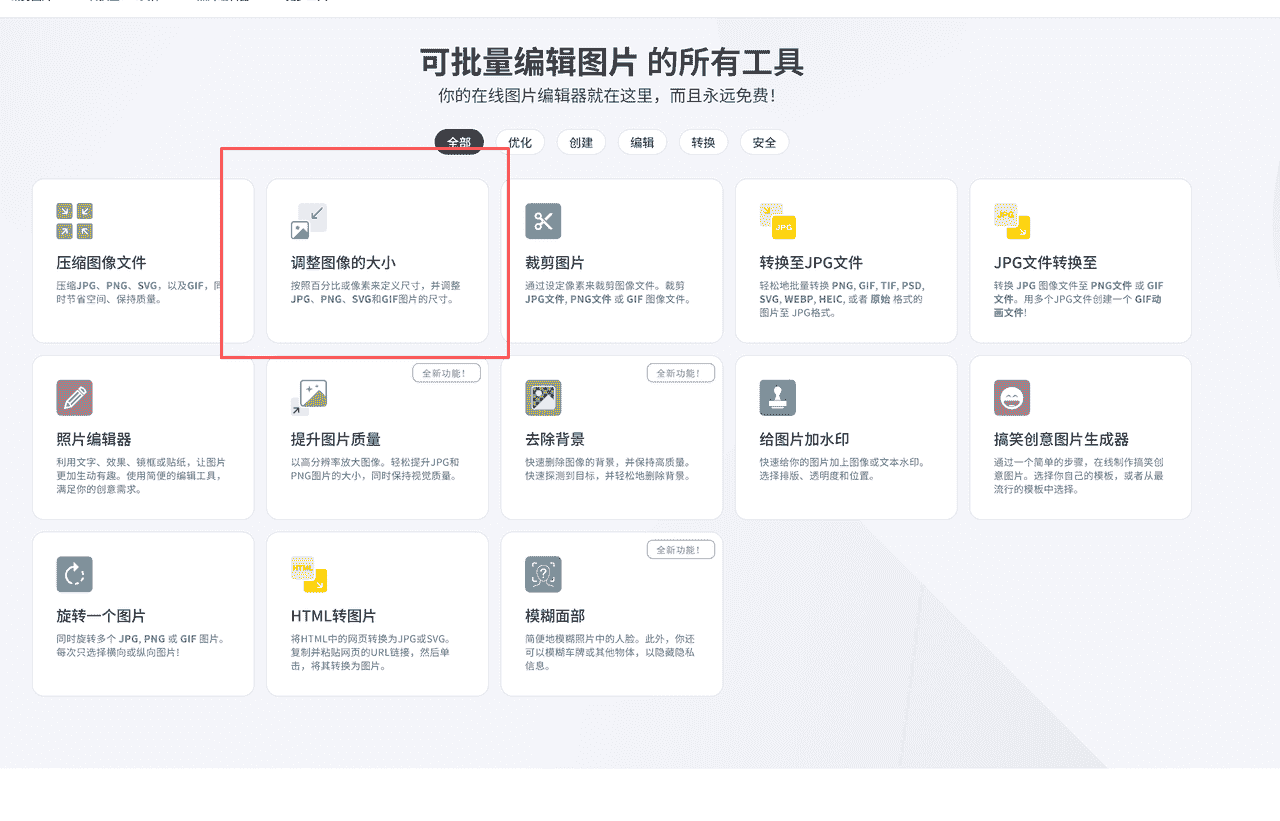 可批量编辑图片 的所有工具
你的在线图片编辑器就在这里，而且永远免费！
全部
优化
创建
编辑
转换
安全
压缩图像文件
压缩JPG、PNG、SVG，以及GIF，同
时节省空间、保持质量。
调整图像的大小
按照百分比或像素来定义尺寸，并调整
JPG、PNG、SVG和GIF图片的尺寸。
裁剪图片
通过设定像素来裁剪图像文件。裁剪
JPG文件, PNG文件 或 GIF 图像文件。
JPG
转换至JPG文件
轻松地批量转换 PNG, GIF, TIF, PSD,
SVG, WEBP, HEIC, 或者 原始 格式的
图片至 JPG格式。
JPG
JPG文件转换至
转换 JPG 图像文件至 PNG文件 或 GIF
文件。用多个JPG文件创建一个 GIF动
画文件!
照片编辑器
利用文字、效果、镜框或贴纸，让图片
更加生动有趣。使用简便的编辑工具，
满足你的创意需求。
全新功能！
提升图片质量
以高分辨率放大图像。轻松提升JPG和
PNG图片的大小，同时保持视觉质量。
全新功能！
去除背景
快速删除图像的背景，并保持高质量。
快速探测到目标，并轻松地删除背景。
给图片加水印
快速给你的图片加上图像或文本水印。
选择排版、透明度和位置。
搞笑创意图片生成器
通过一个简单的步骤，在线制作搞笑创
意图片。选择你自己的模板，或者从最
流行的模板中选择。
旋转一个图片
同时旋转多个 JPG, PNG 或 GIF 图片。
每次只选择横向或纵向图片!
HTML
HTML转图片
将HTML中的网页转换为JPG或SVG。
复制并粘贴网页的URL链接，然后单
击，将其转换为图片。
全新功能！
模糊面部
简便地模糊照片中的人脸。此外，你还
可以模糊车牌或其他物体，以隐藏隐私
信息。